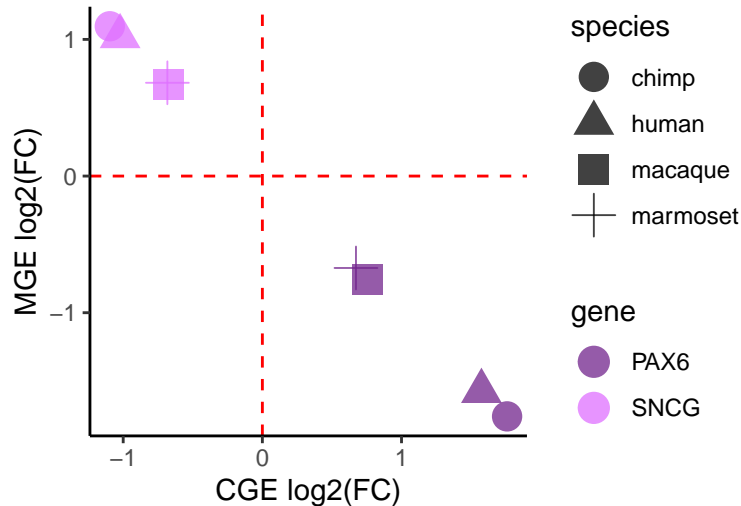 1
0
−1
MGE log2(FC)
−1
0
1
CGE log2(FC)
species
chimp
human
macaque
marmoset
gene
PAX6
SNCG